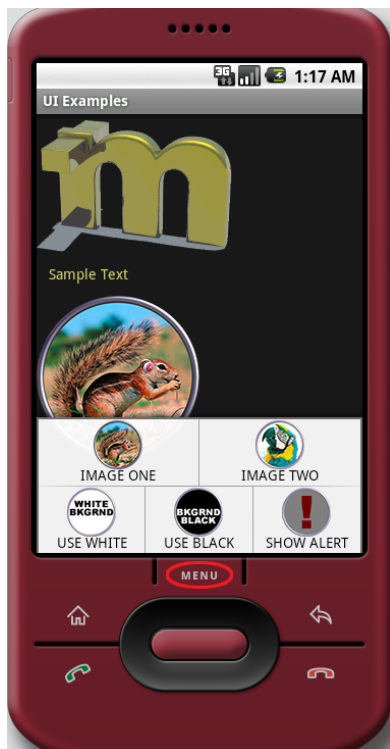 3G 1:17 AM
UI Examples
m
Sample Text
IMAGE ONE IMAGE TWO
WHITE
BKGRND
BKGRND
BLACK
!
USE WHITE USE BLACK SHOW ALERT
MENU